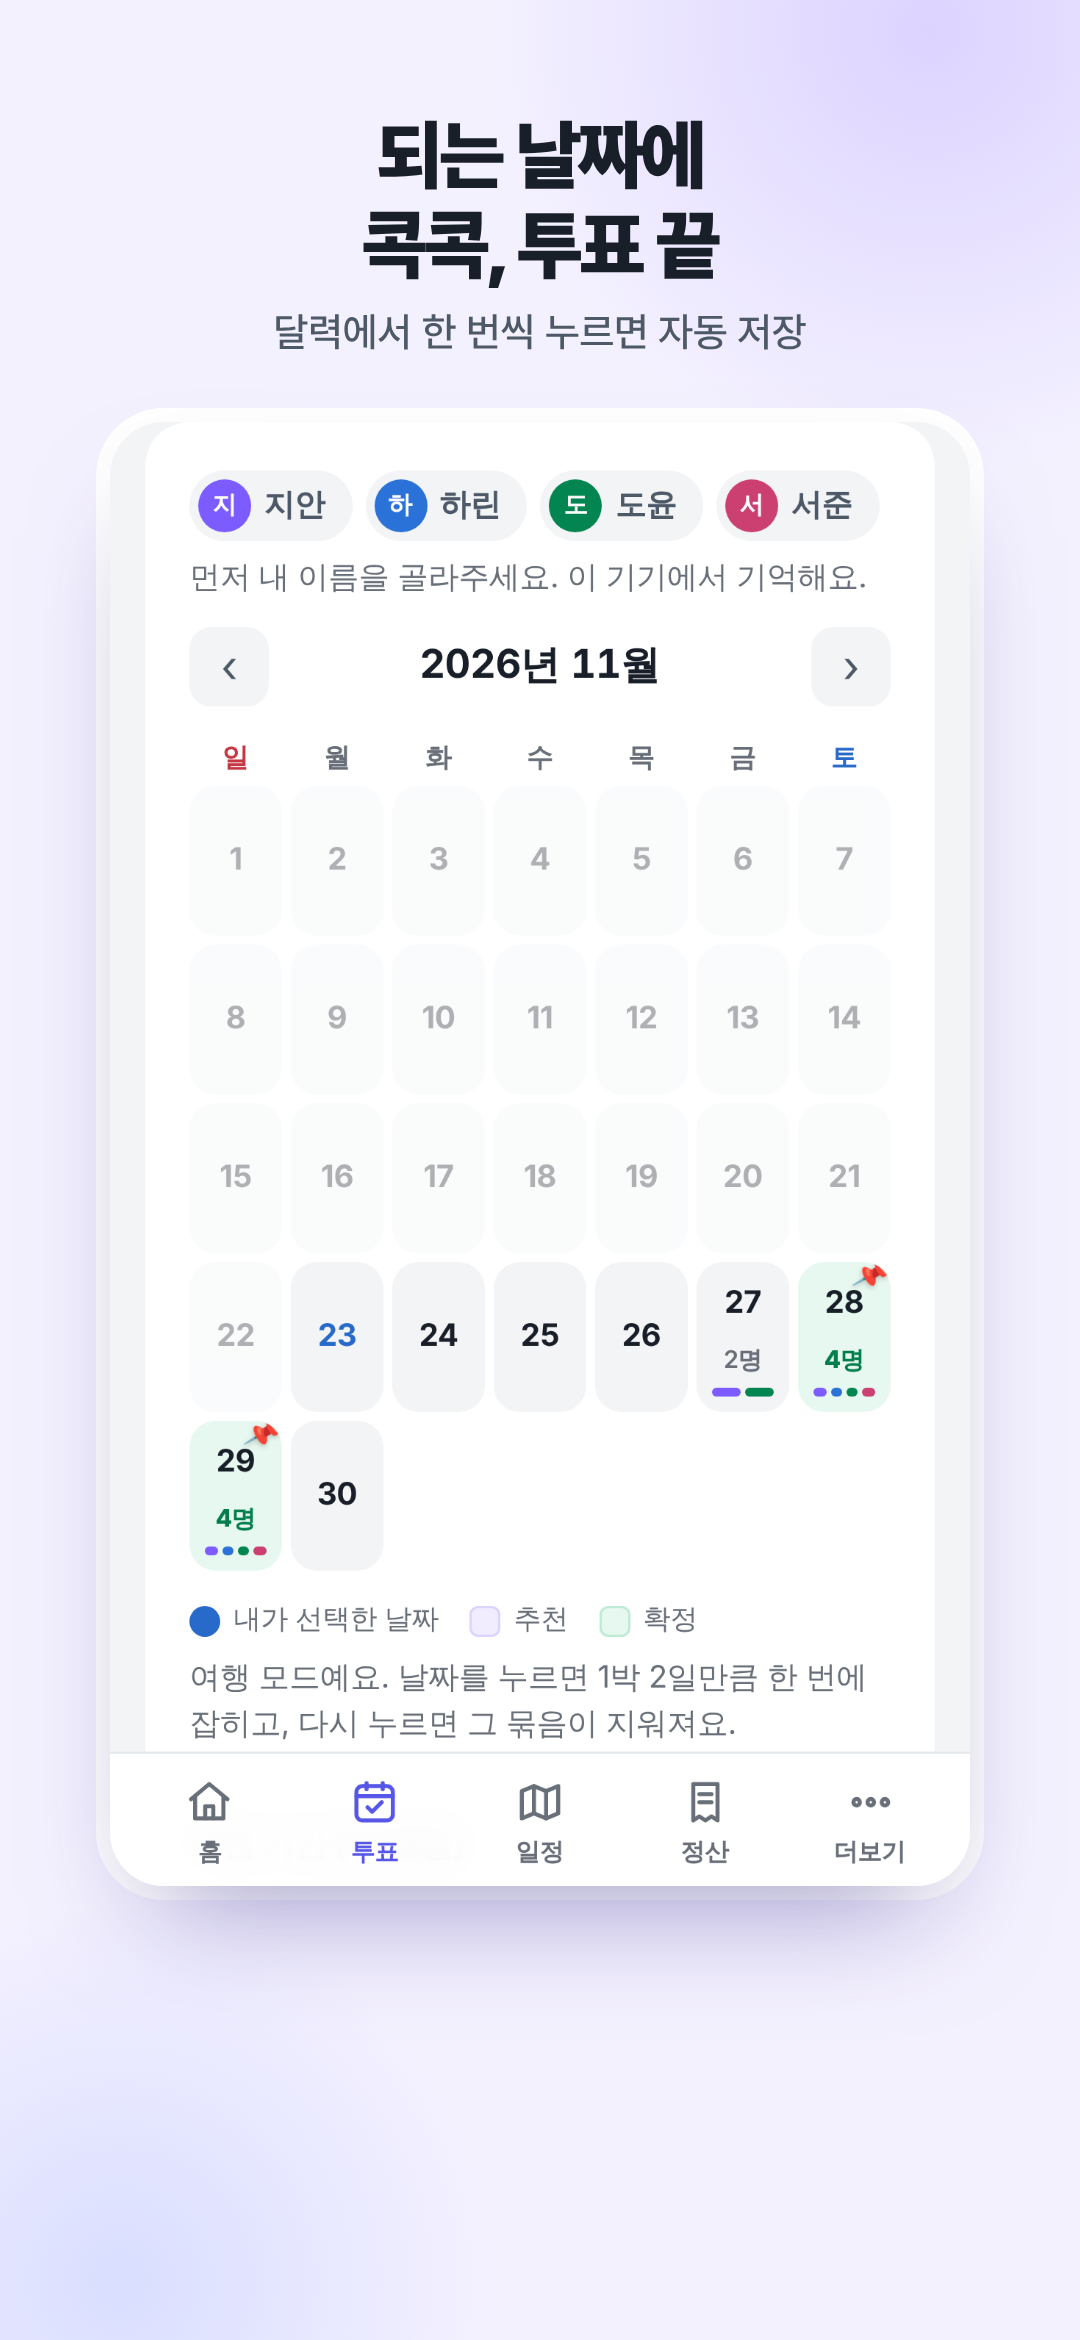 되는 날짜에
콕콕, 투표 끝
달력에서 한 번씩 누르면 자동 저장
지 지안 하 하린 도 도윤 서 서준
먼저 내 이름을 골라주세요. 이 기기에서 기억해요.
‹ 2026년 11월 ›
일 월 화 수 목 금 토
1 2 3 4 5 6 7
8 9 10 11 12 13 14
15 16 17 18 19 20 21
22 23 24 25 26 27 28
2명 4명
29 30
4명
내가 선택한 날짜 추천 확정
여행 모드예요. 날짜를 누르면 1박 2일만큼 한 번에
잡히고, 다시 누르면 그 묶음이 지워져요.
홈 투표 일정 정산 더보기